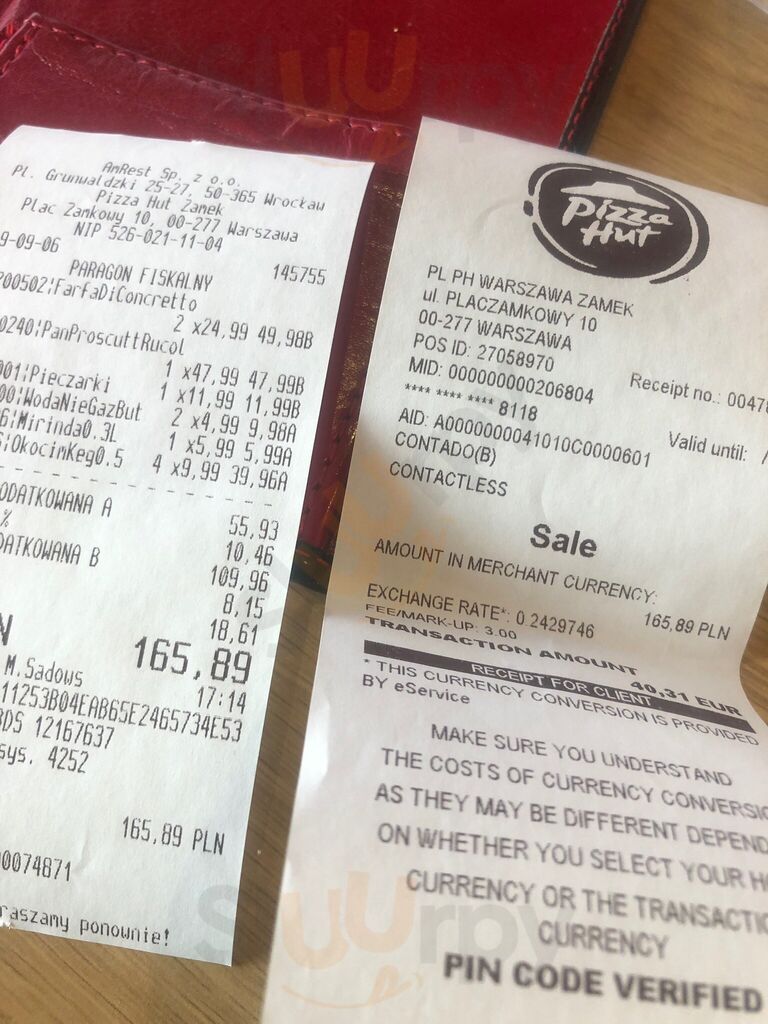 AmRest Sp. z o.o.
Pl. Grunwaldzki 25-27, 50-365 Wrocław
Pizza Hut Zamek
Plac Zamkowy 10, 00-277 Warszawa
NIP 526-021-11-04
9-09-06 145755
PARAGON FISKALNY
P00502!FarfaDiConcretto
2 x24,99 49,98B
0240!PanProscuttRucol
1 x47,99 47,99B
001!Pieczarki 1 x11,99 11,99B
00!WodaNieGazBut 2 x4,99 9,98A
6!Mirinda0.3L 1 x5,99 5,99A
6!OkocimKeg0.5 4 x9,99 39,96A
ODATKOWANA A 55,93
% 10,46
DATKOWANA B 109,96
8,15
18,61
N 165,89
M.Sadows 17:14
11253B04EAB65E2465734E53
BDS 12167637
sys. 4252
165,89 PLN
00074871
raszamy ponownie!
Pizza
Hut
PL PH WARSZAWA ZAMEK
ul. PLACZAMKOWY 10
00-277 WARSZAWA
POS ID: 27058970 Receipt no.: 0047
MID: 000000000206804
**** **** **** 8118 Valid until: /
AID: A0000000041010C0000601
CONTADO(B)
CONTACTLESS
Sale
AMOUNT IN MERCHANT CURRENCY:
165,89 PLN
EXCHANGE RATE*: 0.2429746
FEE/MARK-UP: 3.00
TRANSACTION AMOUNT
40,31 EUR
RECEIPT FOR CLIENT
* THIS CURRENCY CONVERSION IS PROVIDED
BY eService
MAKE SURE YOU UNDERSTAND
THE COSTS OF CURRENCY CONVERSIO
AS THEY MAY BE DIFFERENT DEPEND
ON WHETHER YOU SELECT YOUR H
CURRENCY OR THE TRANSACTIO
CURRENCY
PIN CODE VERIFIED